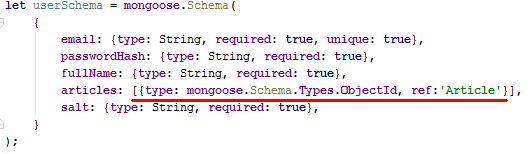 let userSchema = mongoose.Schema(
{
email: {type: String, required: true, unique: true},
passwordHash: {type: String, required: true},
fullName: {type: String, required: true},
articles: [{type: mongoose.Schema.Types.ObjectId, ref:'Article'}],
salt: {type: String, required: true},
}
);